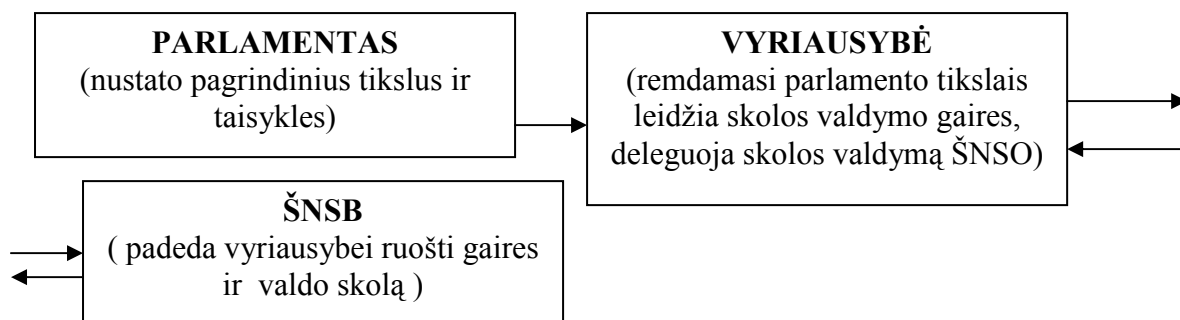 PARLAMENTAS
(nustato pagrindinius tikslus ir
taisykles)
VYRIAUSYBĖ
(remdamasi parlamento tikslais
leidžia skolos valdymo gaires,
deleguoja skolos valdymą ŠNSO)
ŠNSB
( padeda vyriausybei ruošti gaires
ir valdo skolą )